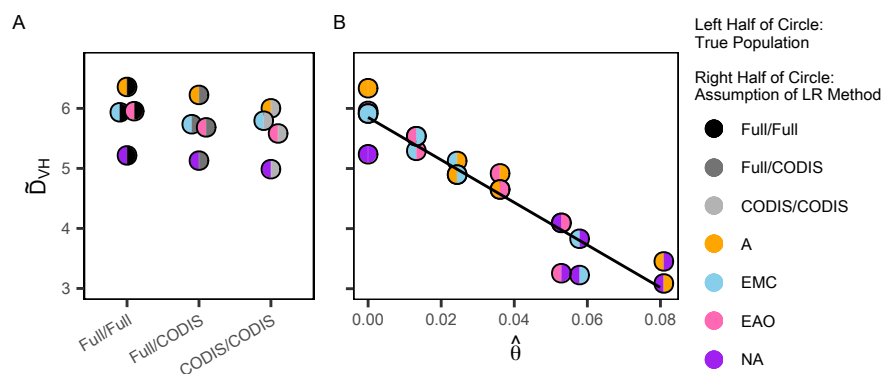 A
B
6
5
4
3
D̃VH
Full/Full
Full/CODIS
CODIS/CODIS
0.00
0.02
0.04
0.06
0.08
θ̂
Left Half of Circle:
True Population
Right Half of Circle:
Assumption of LR Method
Full/Full
Full/CODIS
CODIS/CODIS
A
EMC
EAO
NA